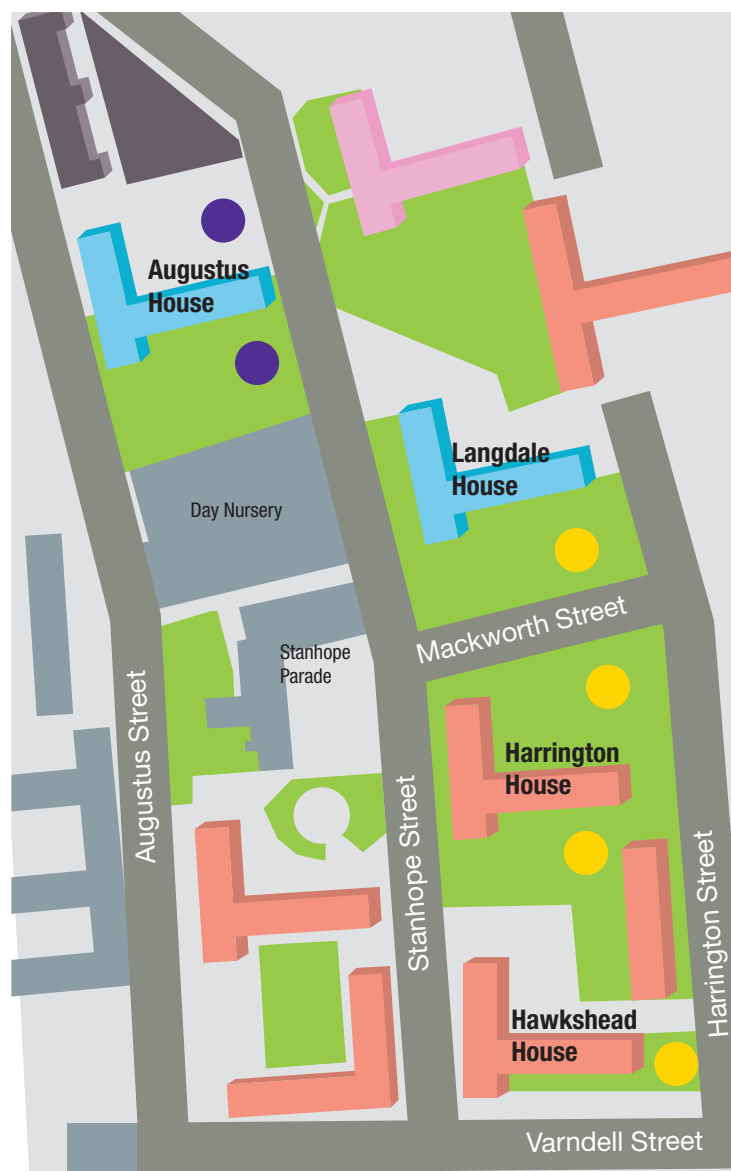 Augustus
House
Langdale
House
Day Nursery
Mackworth Street
Stanhope
Parade
Augustus Street
Harrington
House
Stanhope Street
Harrington Street
Hawkshead
House
Varndell Street